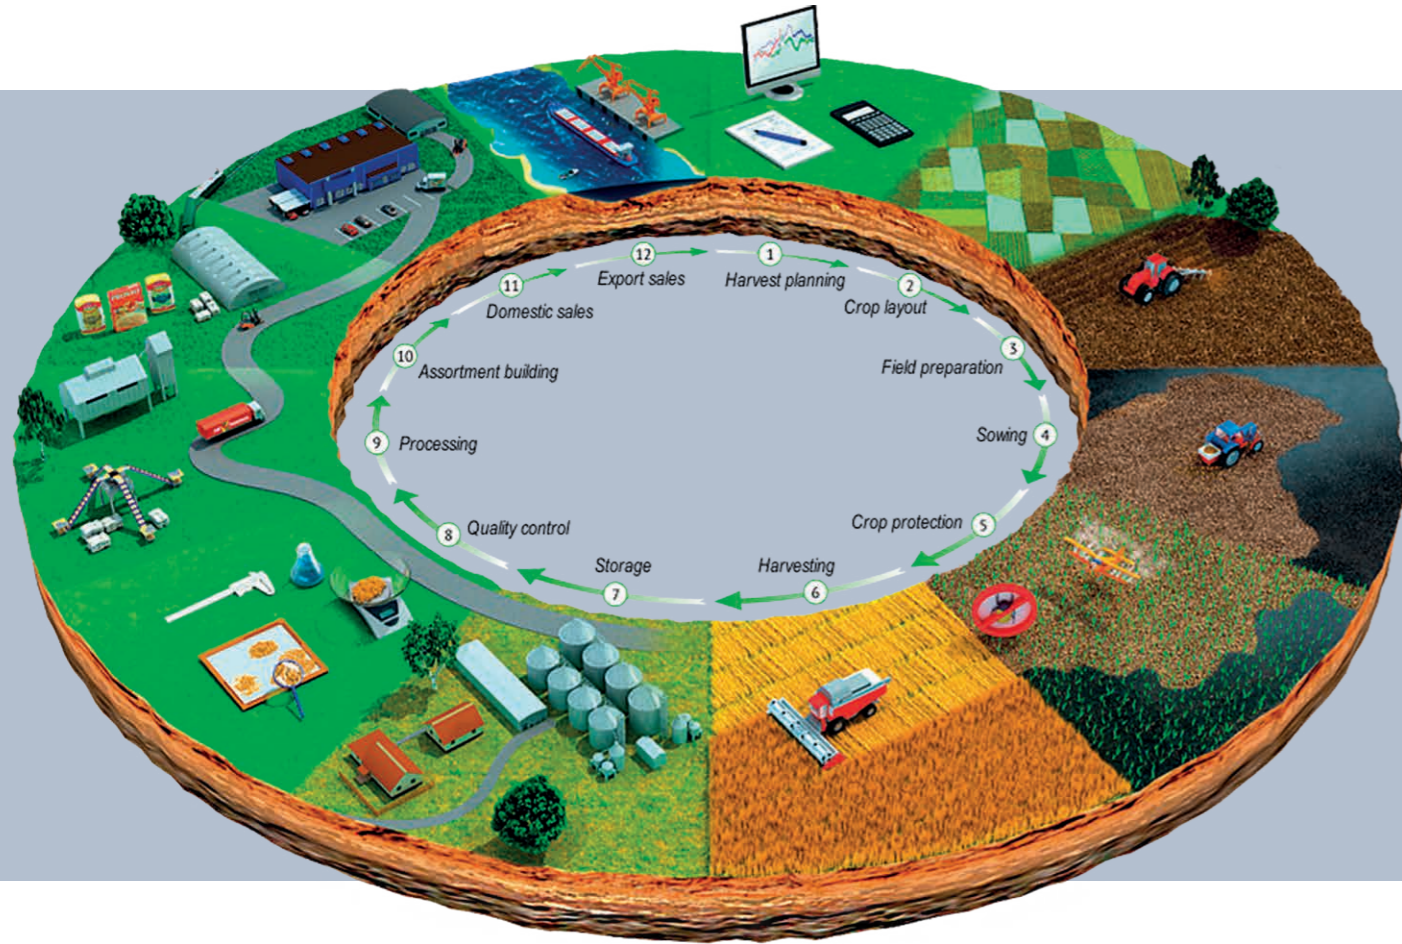 1
Harvest planning
2
Crop layout
3
Field preparation
4
Sowing
5
Crop protection
6
Harvesting
7
Storage
8
Quality control
9
Processing
10
Assortment building
11
Domestic sales
12
Export sales